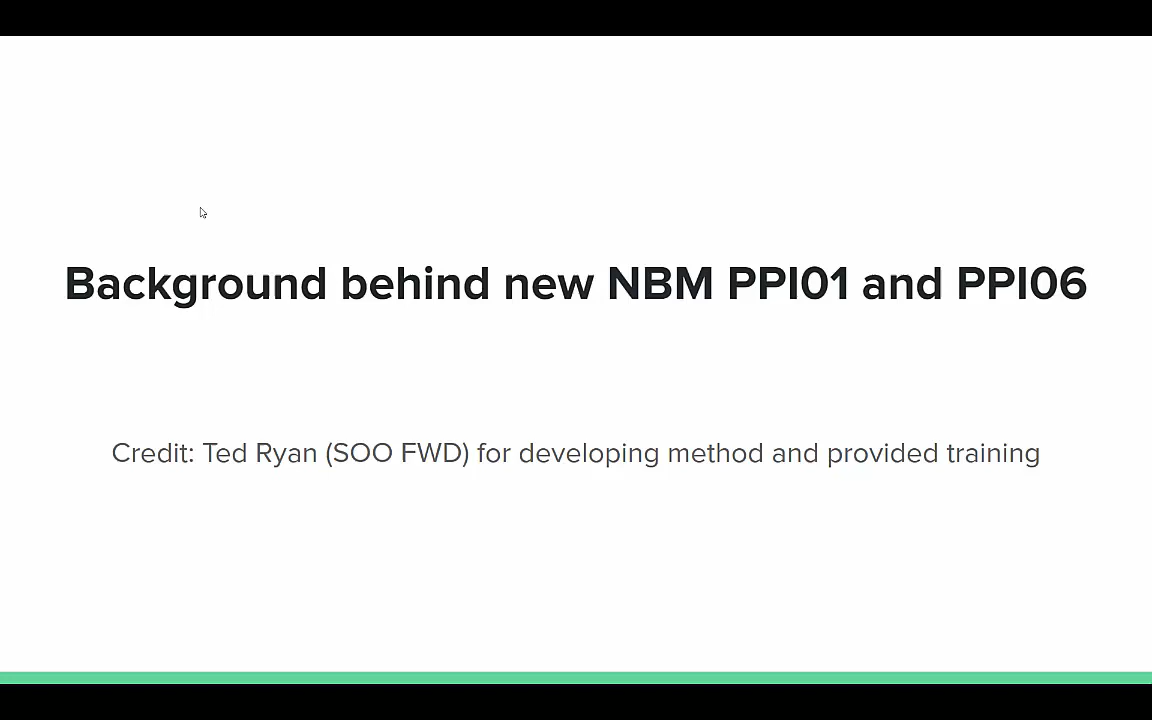 Background behind new NBM PPI01 and PPI06
Credit: Ted Ryan (SOO FWD) for developing method and provided training